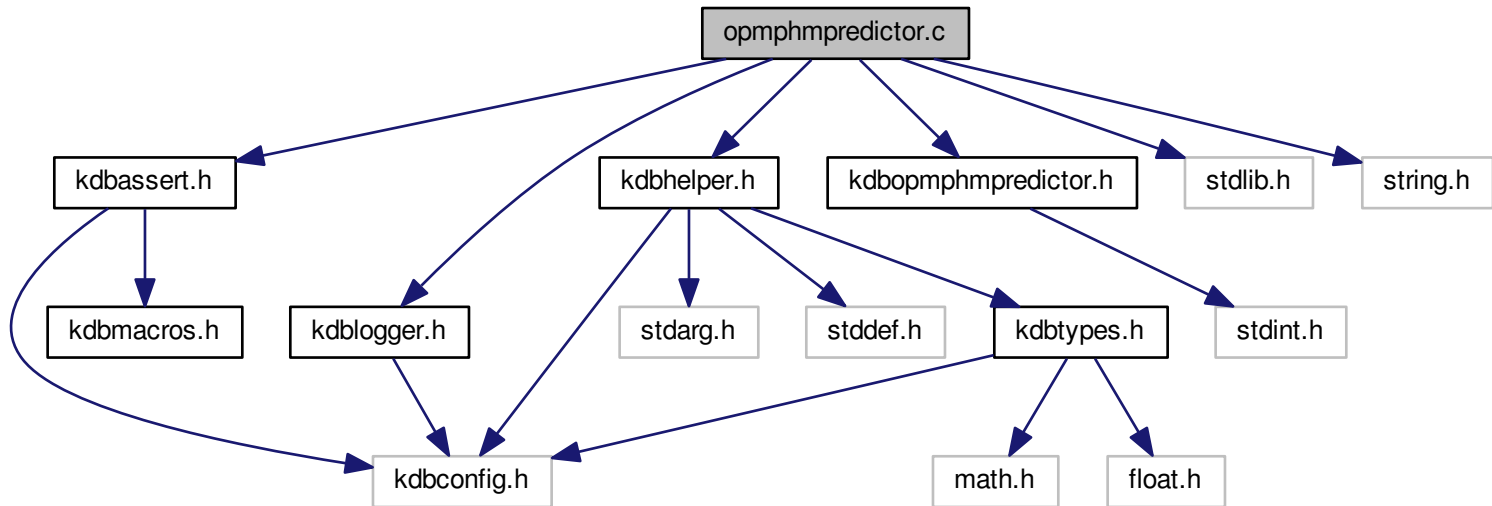 opmphmpredictor.c
kdbassert.h
kdbhelper.h
kdbopmphmpredictor.h
stdlib.h
string.h
kdbmacros.h
kdblogger.h
stdarg.h
stddef.h
kdbtypes.h
stdint.h
kdbconfig.h
math.h
float.h